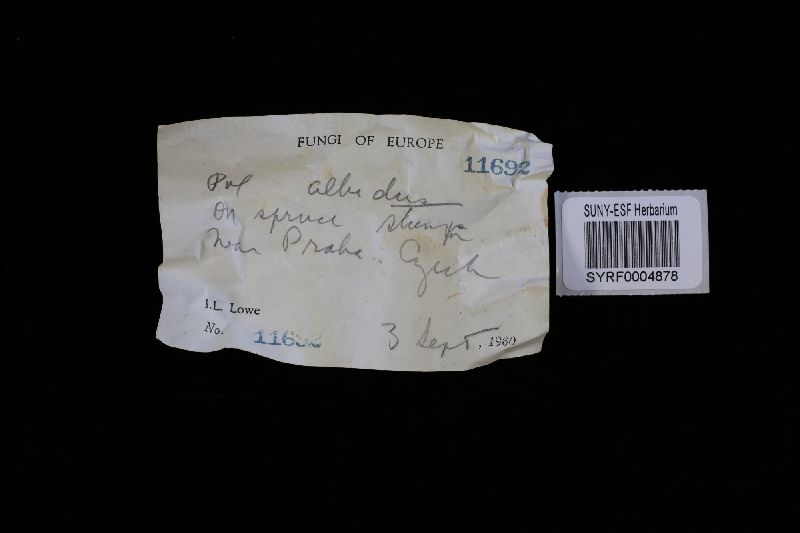 FUNGI OF EUROPE
11692
Pol albidus
On spruce stump
Near Praha. Czech
J.L. Lowe
No. 11692
3 Sept, 1960
SUNY-ESF Herbarium
SYRF0004878